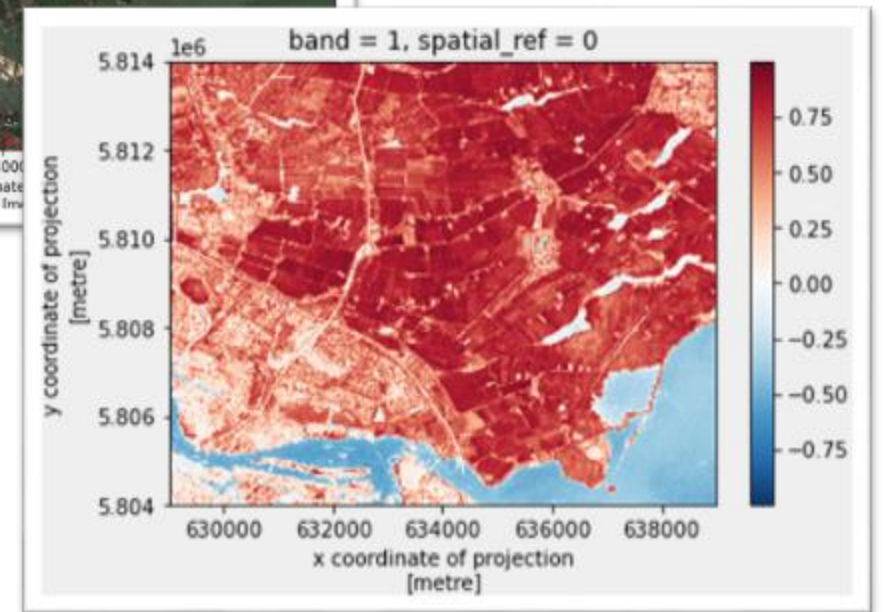 band = 1, spatial_ref = 0
1e6
5.814
5.812
5.810
5.808
5.806
5.804
y coordinate of projection
[metre]
630000 632000 634000 636000 638000
x coordinate of projection
[metre]
0.75
0.50
0.25
0.00
−0.25
−0.50
−0.75